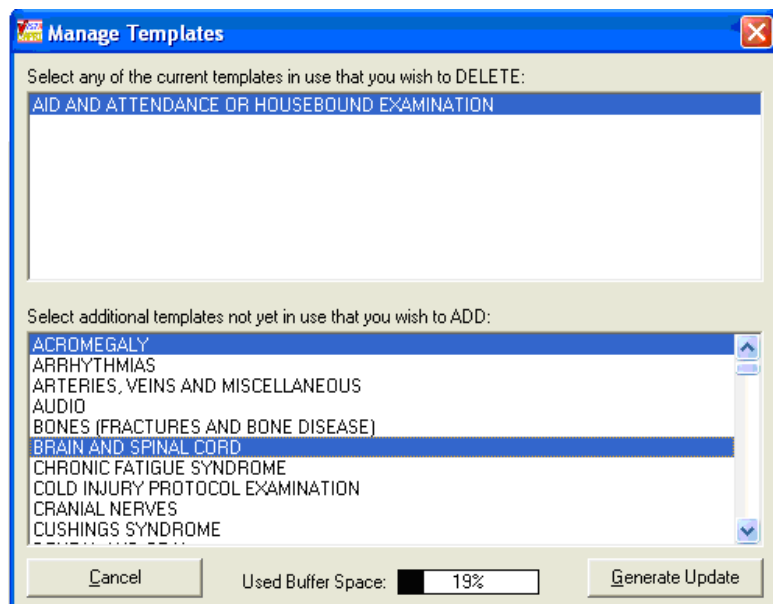 Manage Templates
Select any of the current templates in use that you wish to DELETE:
AID AND ATTENDANCE OR HOUSEBOUND EXAMINATION
Select additional templates not yet in use that you wish to ADD:
ACROMEGALY
ARRHYTHMIAS
ARTERIES, VEINS AND MISCELLANEOUS
AUDIO
BONES (FRACTURES AND BONE DISEASE)
BRAIN AND SPINAL CORD
CHRONIC FATIGUE SYNDROME
COLD INJURY PROTOCOL EXAMINATION
CRANIAL NERVES
CUSHINGS SYNDROME
Cancel Used Buffer Space: 19% Generate Update